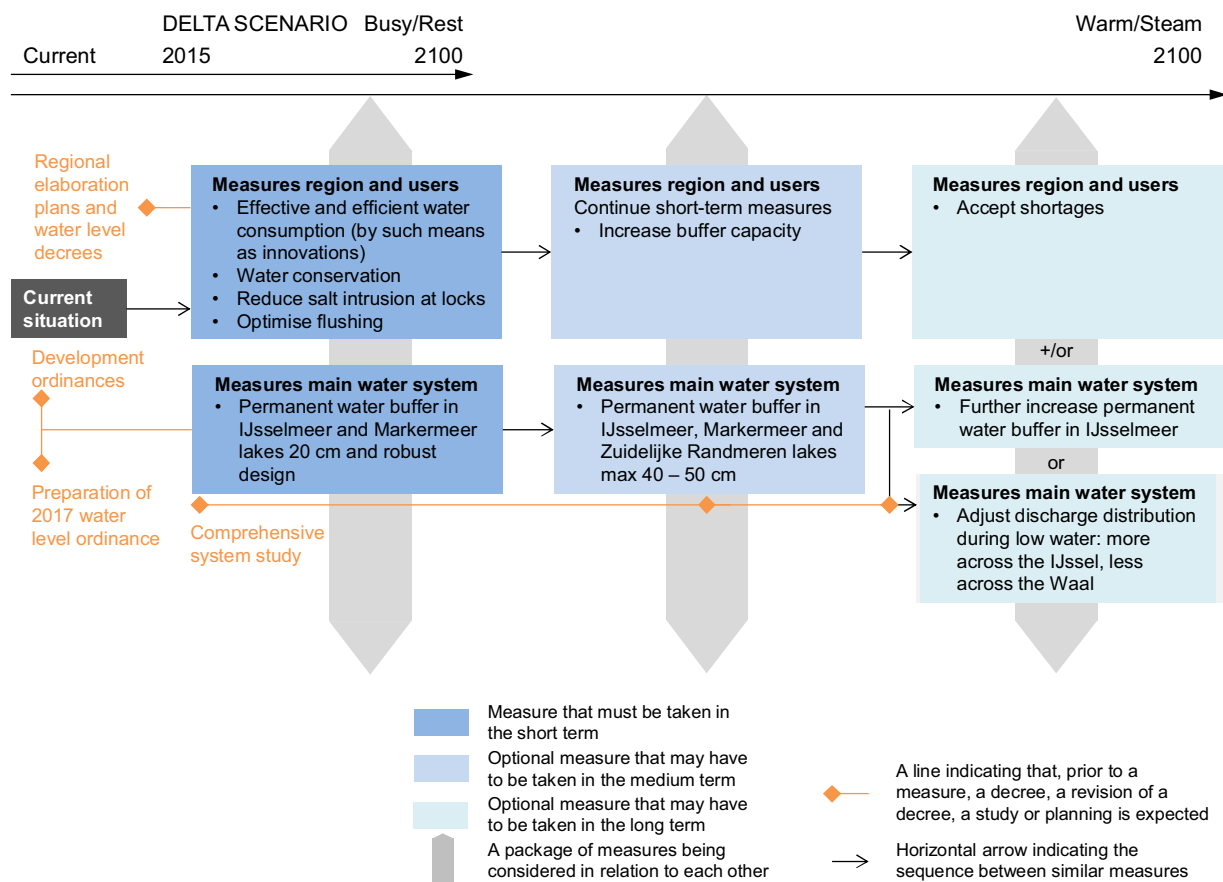 DELTA SCENARIO Busy/Rest
Warm/Steam
Current
2015
2100
2100
Regional
elaboration
plans and
water level
decrees
Measures region and users
• Effective and efficient water
consumption (by such means
as innovations)
• Water conservation
• Reduce salt intrusion at locks
• Optimise flushing
Measures region and users
Continue short-term measures
• Increase buffer capacity
Measures region and users
• Accept shortages
Current
situation
+/or
Development
ordinances
Measures main water system
• Permanent water buffer in
IJsselmeer and Markermeer
lakes 20 cm and robust
design
Measures main water system
• Permanent water buffer in
IJsselmeer, Markermeer and
Zuidelijke Randmeren lakes
max 40 – 50 cm
Measures main water system
• Further increase permanent
water buffer in IJsselmeer
or
Preparation of
2017 water
level ordinance
Comprehensive
system study
Measures main water system
• Adjust discharge distribution
during low water: more
across the IJssel, less
across the Waal
Measure that must be taken in
the short term
Optional measure that may have
to be taken in the medium term
Optional measure that may have
to be taken in the long term
A package of measures being
considered in relation to each other
A line indicating that, prior to a
measure, a decree, a revision of a
decree, a study or planning is expected
Horizontal arrow indicating the
sequence between similar measures